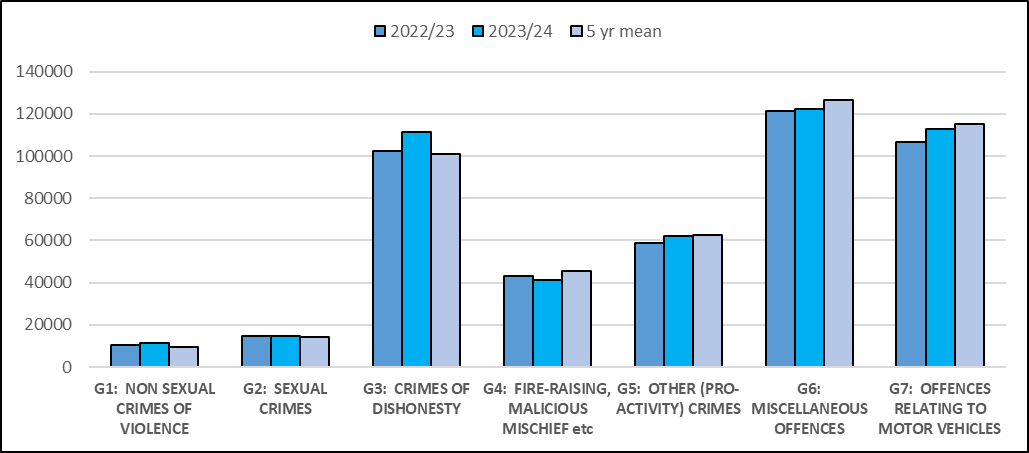 2022/23 2023/24 5 yr mean
140000
120000
100000
80000
60000
40000
20000
0
G1: NON SEXUAL
CRIMES OF
VIOLENCE
G2: SEXUAL
CRIMES
G3: CRIMES OF
DISHONESTY
G4: FIRE-RAISING,
MALICIOUS
MISCHIEF etc
G5: OTHER (PRO-
ACTIVITY) CRIMES
G6:
MISCELLANEOUS
OFFENCES
G7: OFFENCES
RELATING TO
MOTOR VEHICLES